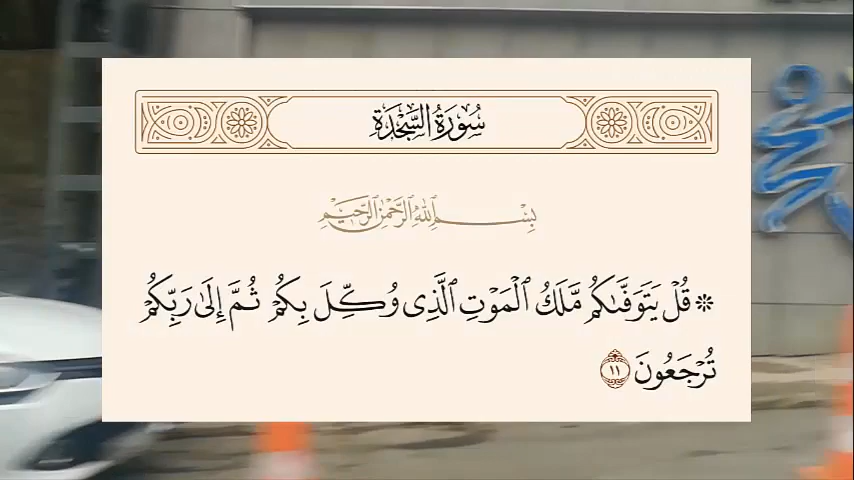 سُورَةُ السَّجْدَةِ
بِسْمِ ٱللَّهِ ٱلرَّحْمَٰنِ ٱلرَّحِيمِ
۞ قُلْ يَتَوَفَّىٰكُم مَّلَكُ ٱلْمَوْتِ ٱلَّذِى وُكِّلَ بِكُمْ ثُمَّ إِلَىٰ رَبِّكُمْ
تُرْجَعُونَ ١١